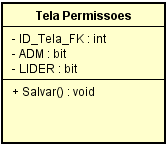 Tela Permissoes
- ID_Tela_FK : int
- ADM : bit
- LIDER : bit
+ Salvar() : void